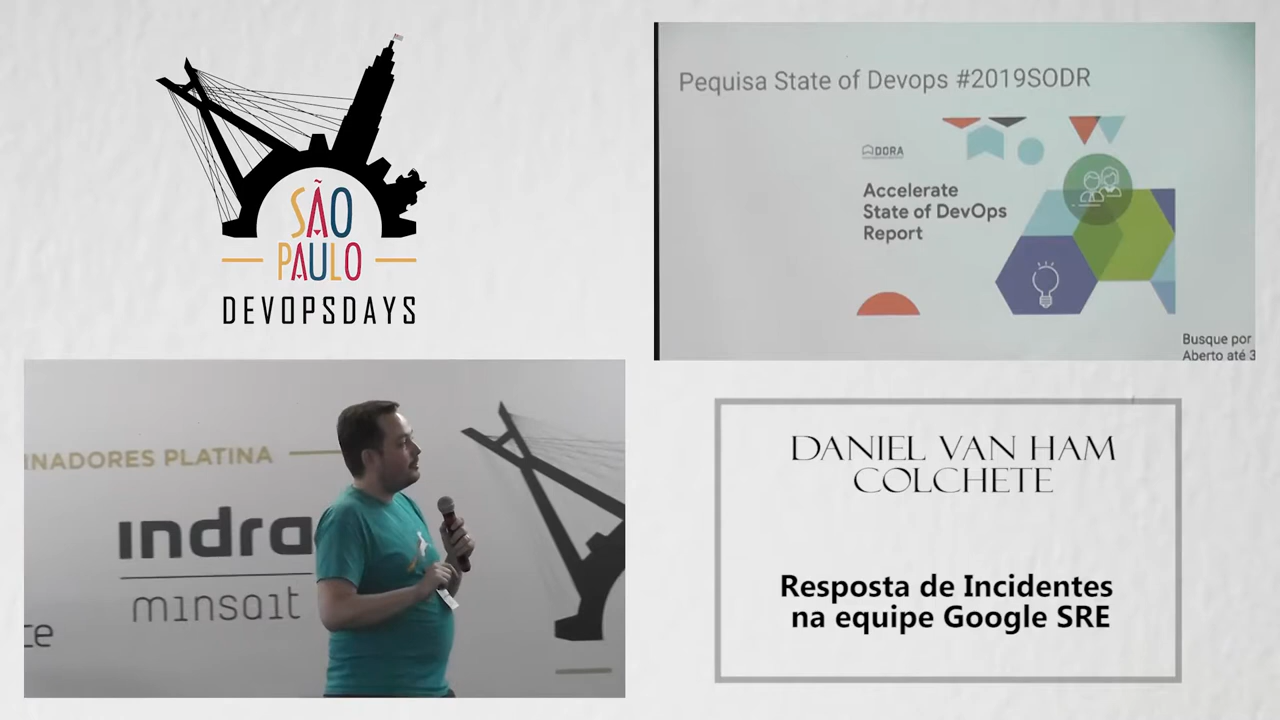 SÃO
PAULO
DEVOPSDAYS
Pequisa State of Devops #2019SODR
DORA
Accelerate
State of DevOps
Report
Busque por
Aberto até 3
INADORES PLATINA
indra
minsait
ce
DANIEL VAN HAM
COLCHETE
Resposta de Incidentes
na equipe Google SRE